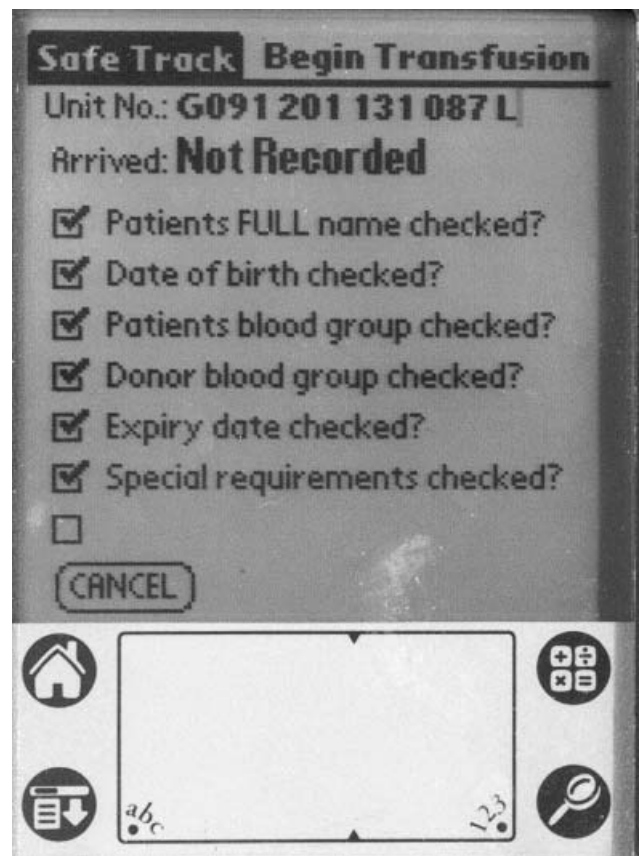 Safe Track Begin Transfusion
Unit No.: G091 201 131 087 L
Arrived: Not Recorded
Patients FULL name checked?
Date of birth checked?
Patients blood group checked?
Donor blood group checked?
Expiry date checked?
Special requirements checked?
CANCEL
abc 123